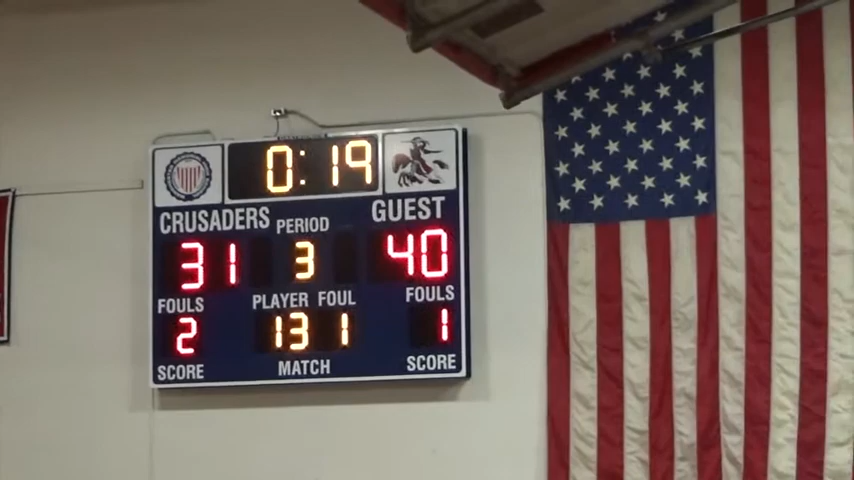 0:19
CRUSADERS PERIOD GUEST
31 3 40
FOULS PLAYER FOUL FOULS
2 13 1 1
SCORE MATCH SCORE